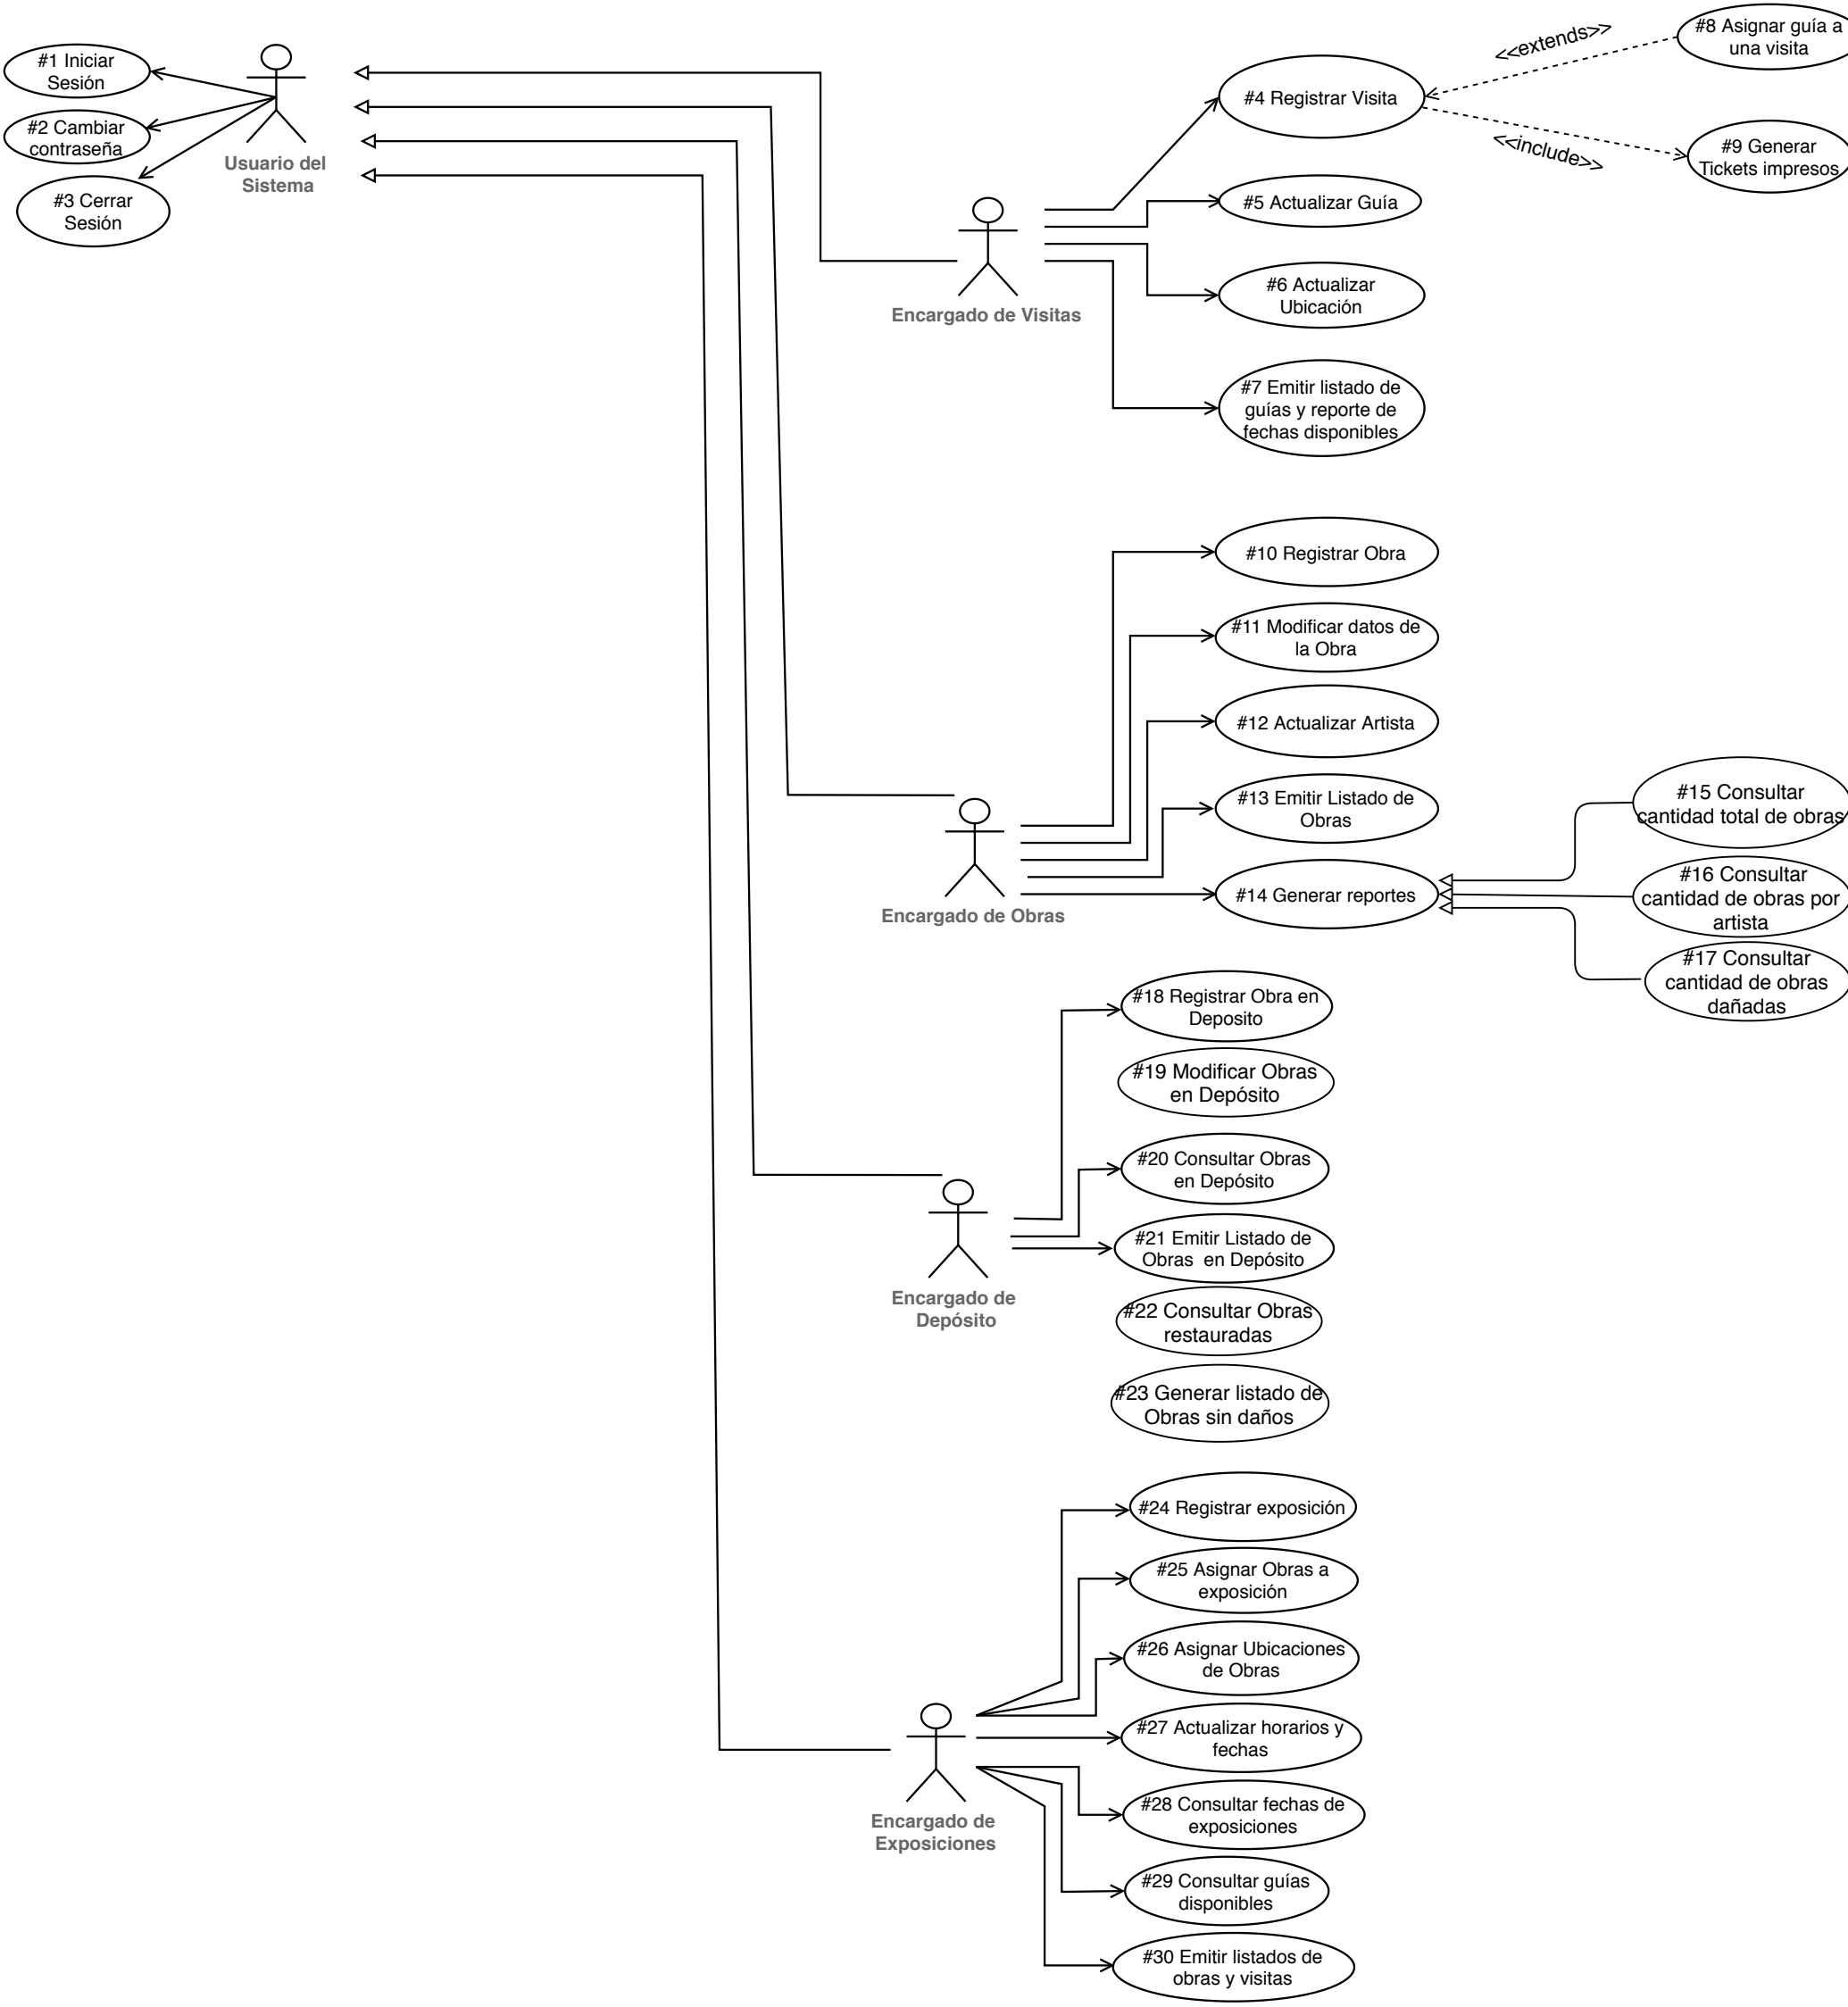 #1 Iniciar
Sesión
#2 Cambiar
contraseña
#3 Cerrar
Sesión
Usuario del
Sistema
<<extends>>
#8 Asignar guía a
una visita
#4 Registrar Visita
<<include>>
#9 Generar
Tickets impresos
#5 Actualizar Guía
#6 Actualizar
Ubicación
Encargado de Visitas
#7 Emitir listado de
guías y reporte de
fechas disponibles
#10 Registrar Obra
#11 Modificar datos de
la Obra
#12 Actualizar Artista
#13 Emitir Listado de
Obras
#14 Generar reportes
Encargado de Obras
#15 Consultar
cantidad total de obras
#16 Consultar
cantidad de obras por
artista
#17 Consultar
cantidad de obras
dañadas
#18 Registrar Obra en
Deposito
#19 Modificar Obras
en Depósito
#20 Consultar Obras
en Depósito
#21 Emitir Listado de
Obras  en Depósito
Encargado de
Depósito
#22 Consultar Obras
restauradas
#23 Generar listado de
Obras sin daños
#24 Registrar exposición
#25 Asignar Obras a
exposición
#26 Asignar Ubicaciones
de Obras
#27 Actualizar horarios y
fechas
Encargado de
Exposiciones
#28 Consultar fechas de
exposiciones
#29 Consultar guías
disponibles
#30 Emitir listados de
obras y visitas